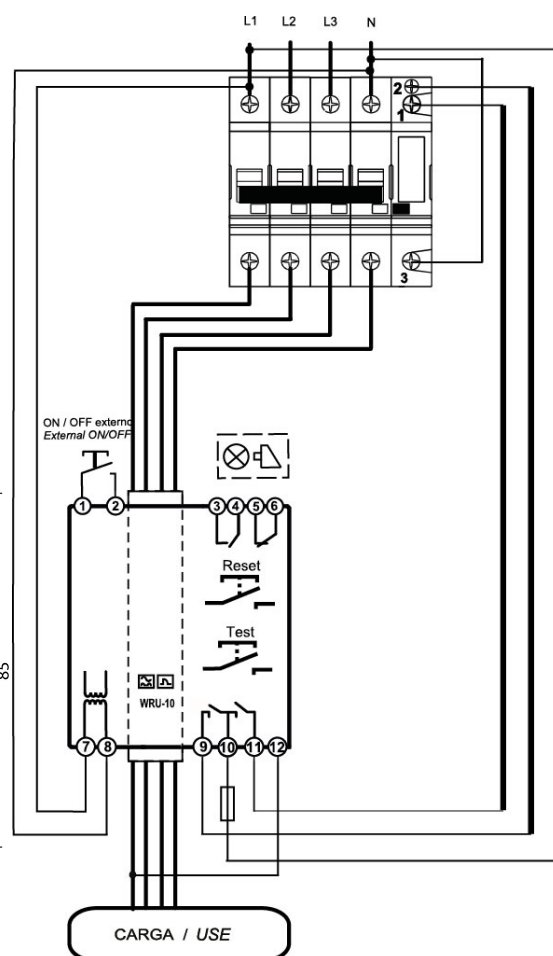 L1 L2 L3 N
2
1
3
ON / OFF externo
External ON/OFF
1 2 3 4 5 6
Reset
Test
85
WRU-10
7 8 9 10 11 12
CARGA / USE